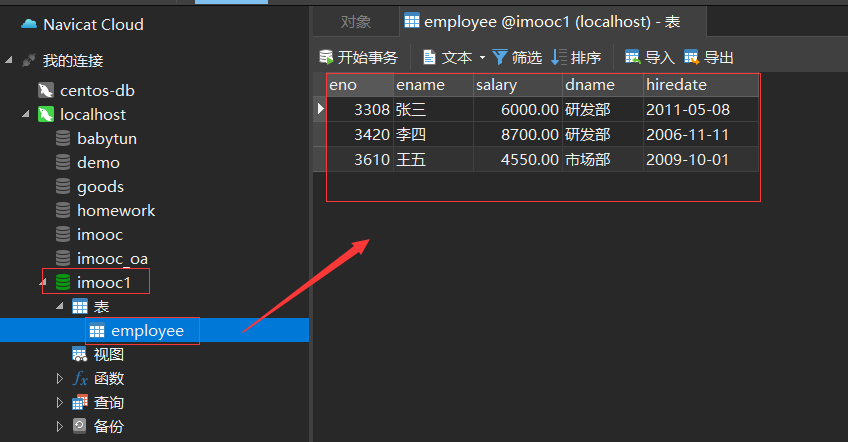 Navicat Cloud
我的连接
centos-db
localhost
babytun
demo
goods
homework
imooc
imooc_oa
imooc1
表
employee
视图
fx 函数
查询
备份
对象 employee @imooc1 (localhost) - 表
开始事务 文本 筛选 排序 导入 导出
eno ename salary dname hiredate
3308 张三 6000.00 研发部 2011-05-08
3420 李四 8700.00 研发部 2006-11-11
3610 王五 4550.00 市场部 2009-10-01